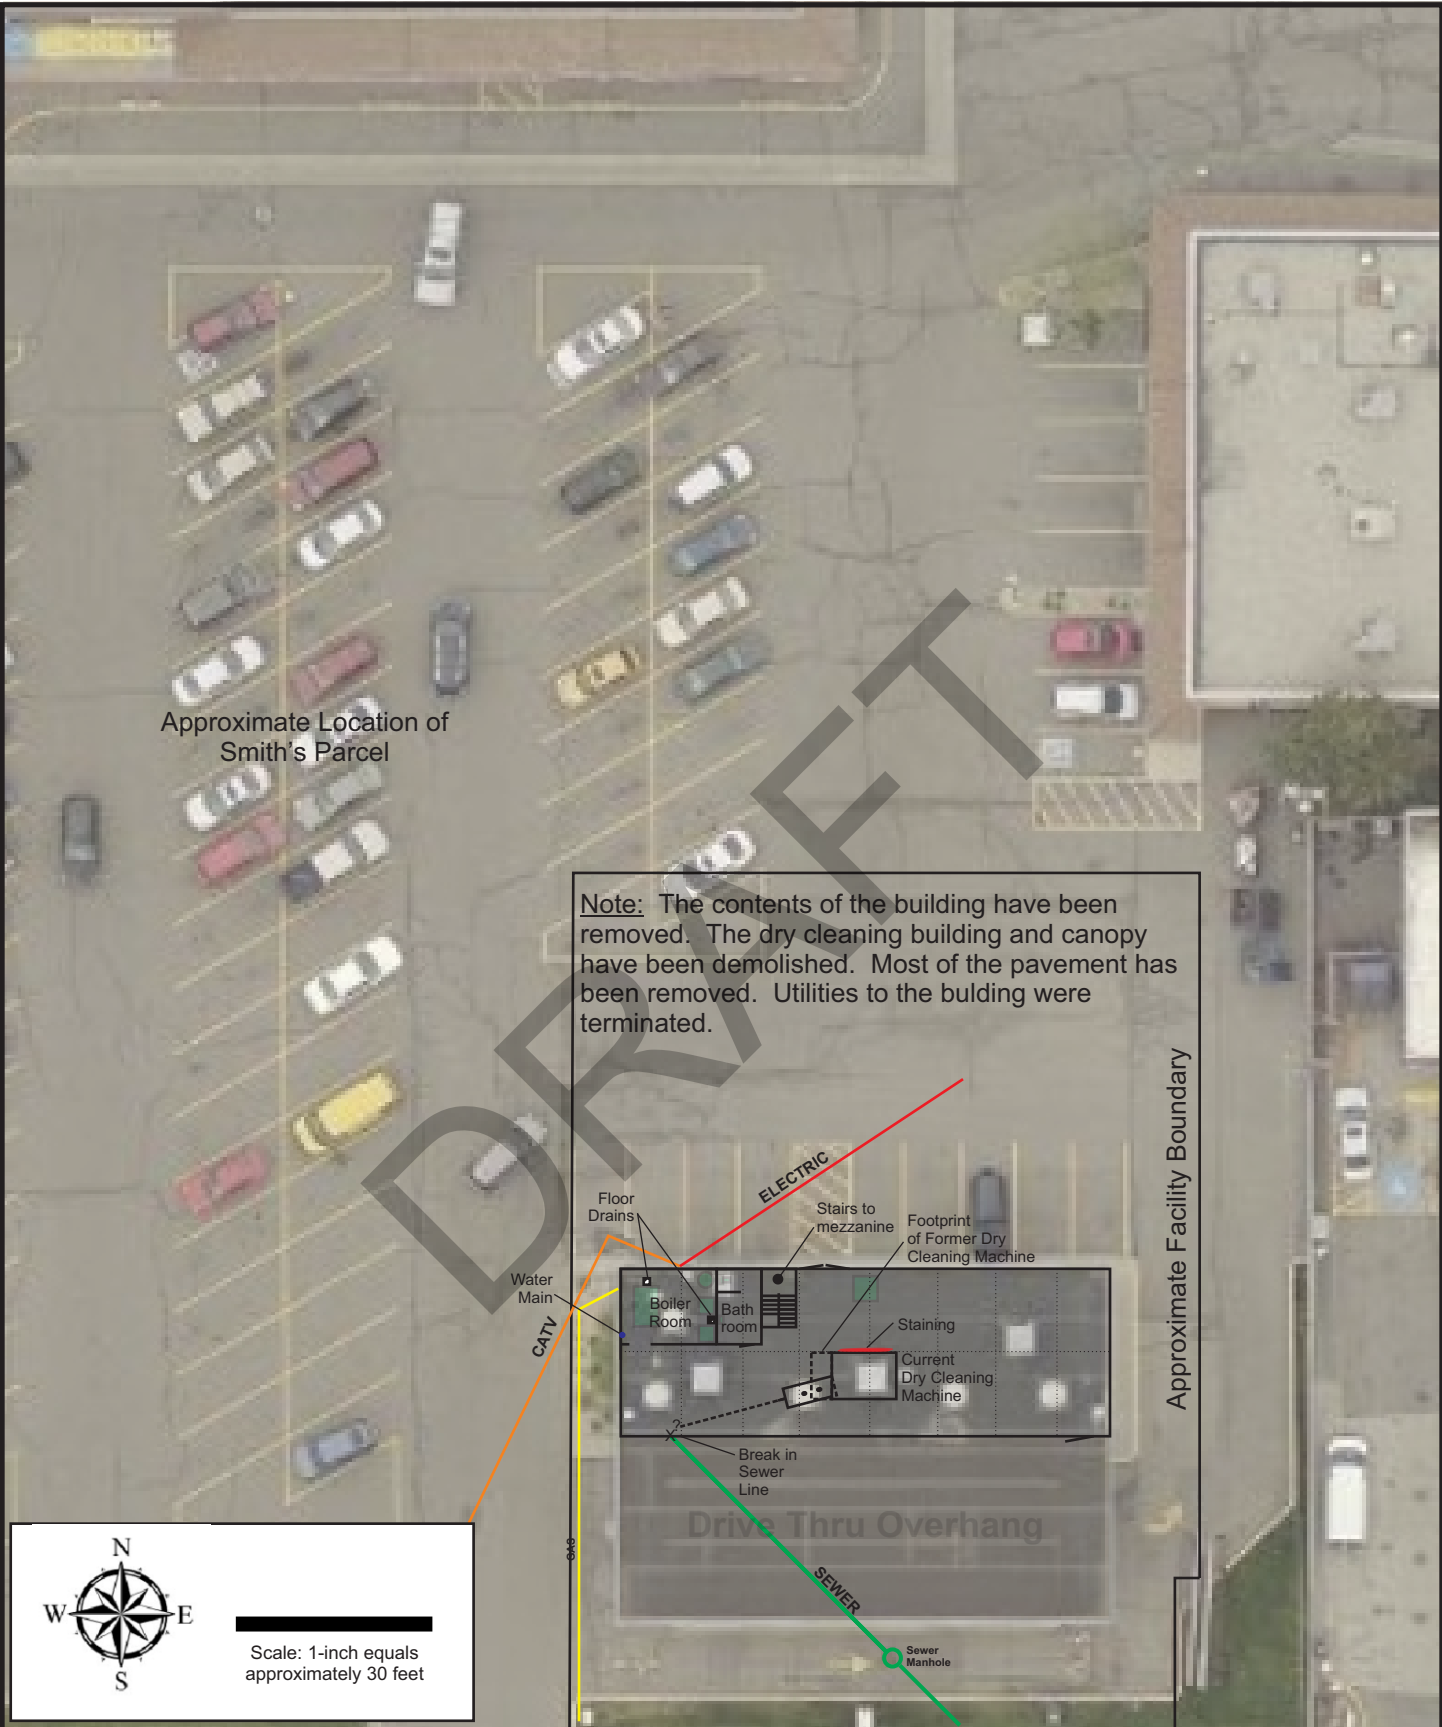 Approximate Location of
Smith's Parcel
DRAFT
Note: The contents of the building have been
removed. The dry cleaning building and canopy
have been demolished. Most of the pavement has
been removed. Utilities to the bulding were
terminated.
Approximate Facility Boundary
ELECTRIC
Floor
Drains
Stairs to
mezzanine
Footprint
of Former Dry
Cleaning Machine
Water
Main
CATV
Boiler
Room
Bath
room
Staining
Current
Dry Cleaning
Machine
?
X
Break in
Sewer
Line
Drive Thru Overhang
GAS
SEWER
Sewer
Manhole
N
W
E
S
Scale: 1-inch equals
approximately 30 feet